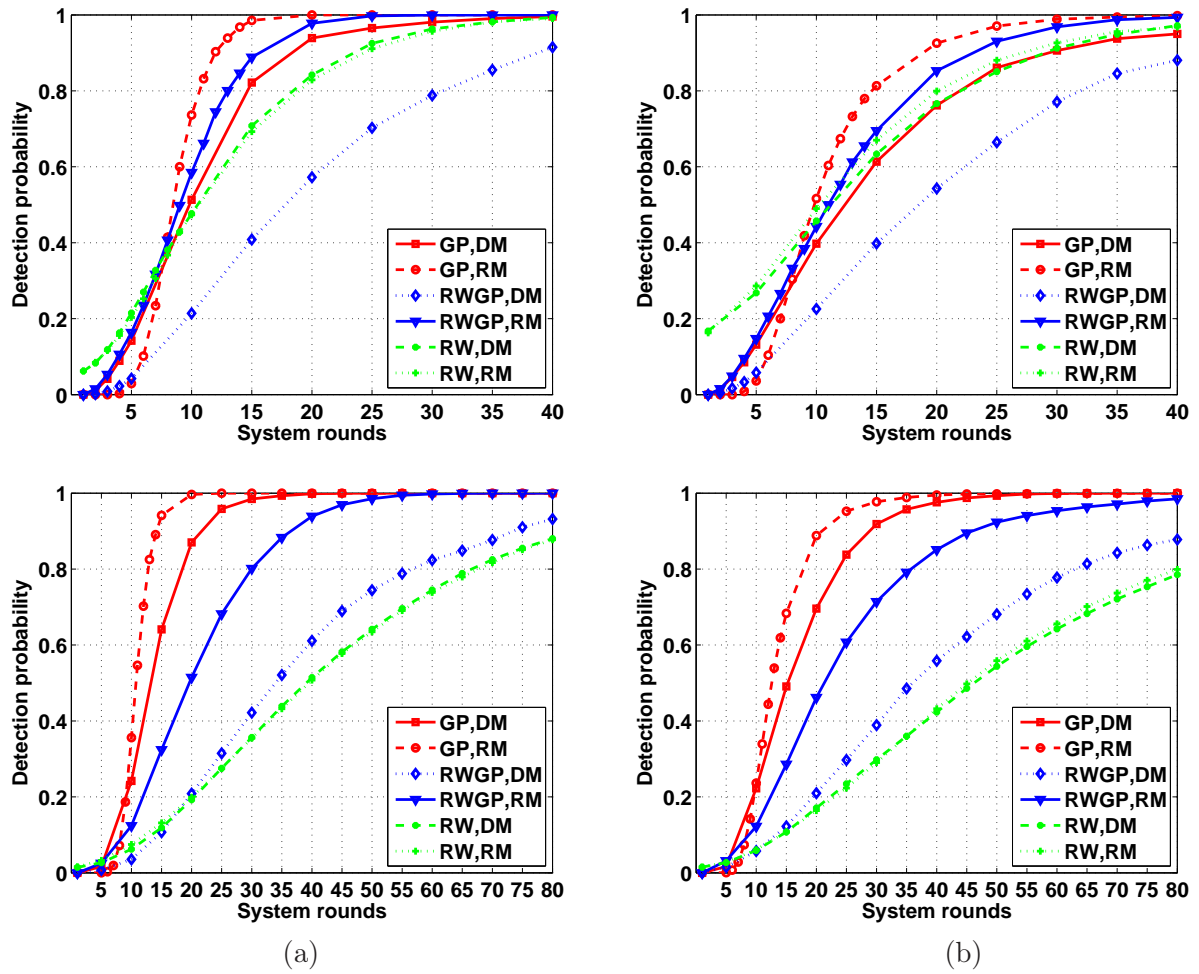 1
0.8
0.6
0.4
0.2
0
Detection probability
5 10 15 20 25 30 35 40
System rounds
GP,DM
GP,RM
RWGP,DM
RWGP,RM
RW,DM
RW,RM
1
0.8
0.6
0.4
0.2
0
Detection probability
5 10 15 20 25 30 35 40
System rounds
GP,DM
GP,RM
RWGP,DM
RWGP,RM
RW,DM
RW,RM
1
0.8
0.6
0.4
0.2
0
Detection probability
5 10 15 20 25 30 35 40 45 50 55 60 65 70 75 80
System rounds
GP,DM
GP,RM
RWGP,DM
RWGP,RM
RW,DM
RW,RM
(a)
1
0.8
0.6
0.4
0.2
0
Detection probability
5 10 15 20 25 30 35 40 45 50 55 60 65 70 75 80
System rounds
GP,DM
GP,RM
RWGP,DM
RWGP,RM
RW,DM
RW,RM
(b)